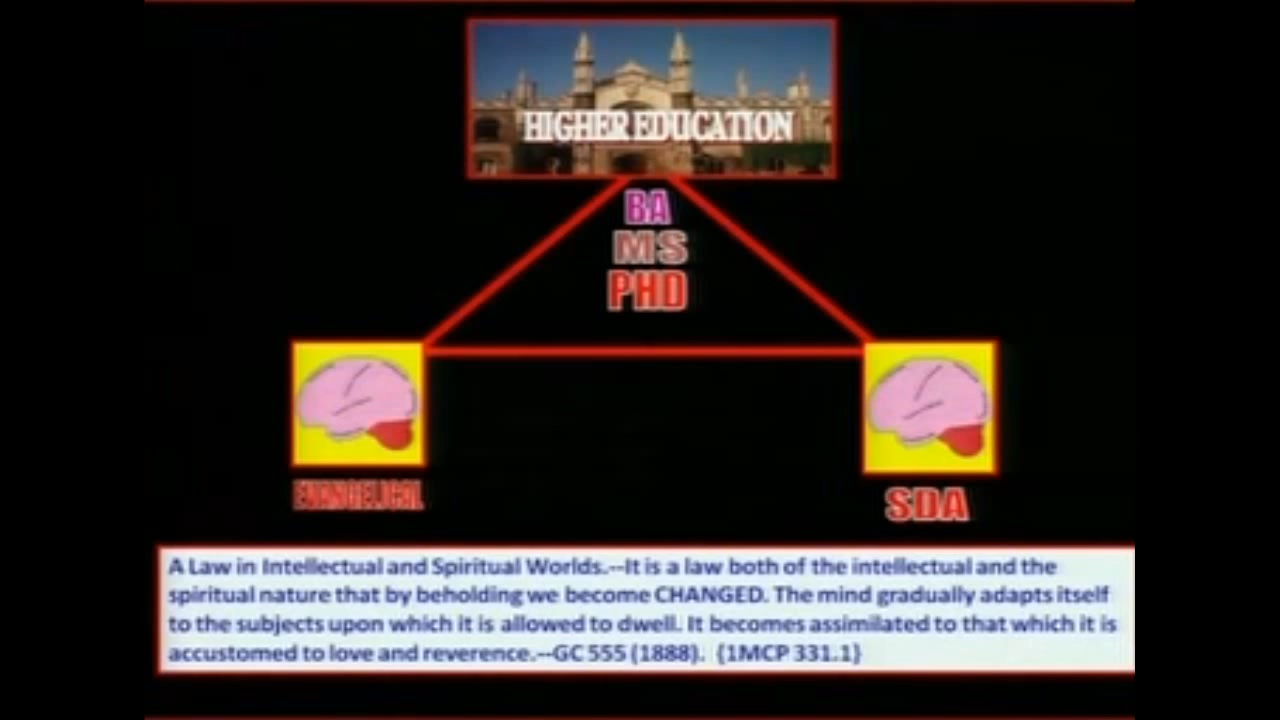 HIGHER EDUCATION
BA
MS
PHD
EVANGELICAL
SDA
A Law in Intellectual and Spiritual Worlds.--It is a law both of the intellectual and the
spiritual nature that by beholding we become CHANGED. The mind gradually adapts itself
to the subjects upon which it is allowed to dwell. It becomes assimilated to that which it is
accustomed to love and reverence.--GC 555 (1888). {1MCP 331.1}